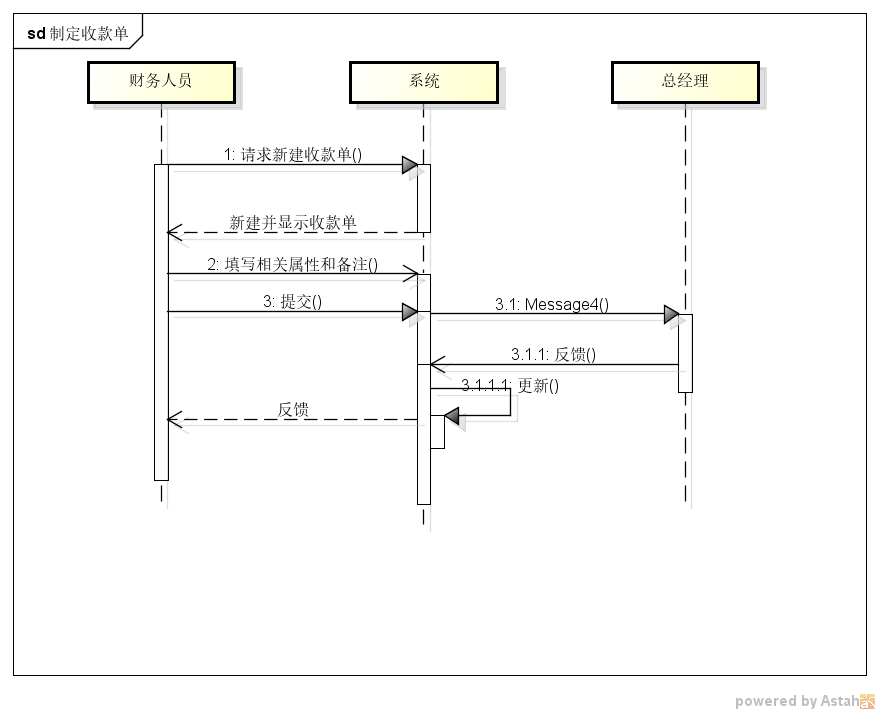 sd 制定收款单
财务人员
系统
总经理
1: 请求新建收款单()
新建并显示收款单
2: 填写相关属性和备注()
3: 提交()
3.1: Message4()
3.1.1: 反馈()
3.1.1.1: 更新()
反馈
powered by Astah